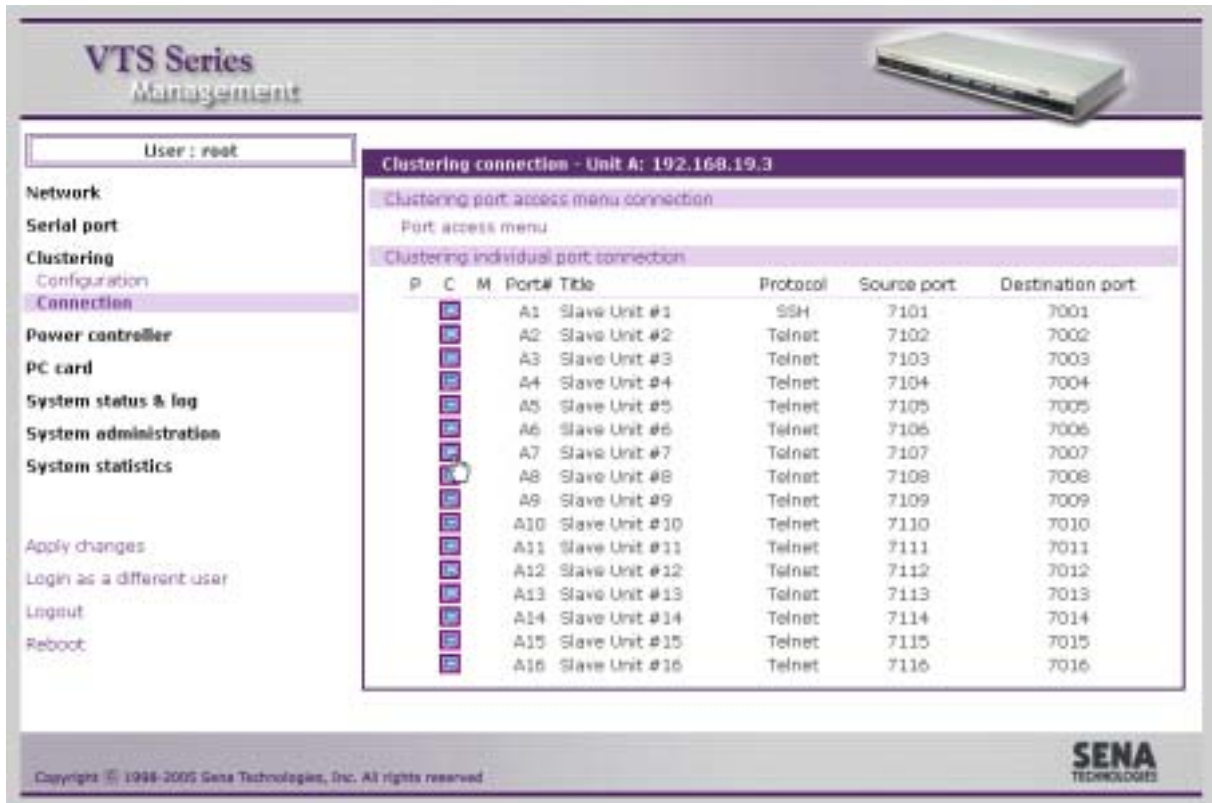 VTS Series
Management
User : root
Network
Serial port
Clustering
Configuration
Connection
Power controller
PC card
System status & log
System administration
System statistics
Apply changes
Login as a different user
Logout
Reboot
Clustering connection - Unit A: 192.168.19.3
Clustering port access menu connection
Port access menu
Clustering individual port connection
P C M Port# Title Protocol Source port Destination port
A1 Slave Unit #1 SSH 7101 7001
A2 Slave Unit #2 Telnet 7102 7002
A3 Slave Unit #3 Telnet 7103 7003
A4 Slave Unit #4 Telnet 7104 7004
A5 Slave Unit #5 Telnet 7105 7005
A6 Slave Unit #6 Telnet 7106 7006
A7 Slave Unit #7 Telnet 7107 7007
A8 Slave Unit #8 Telnet 7108 7008
A9 Slave Unit #9 Telnet 7109 7009
A10 Slave Unit #10 Telnet 7110 7010
A11 Slave Unit #11 Telnet 7111 7011
A12 Slave Unit #12 Telnet 7112 7012
A13 Slave Unit #13 Telnet 7113 7013
A14 Slave Unit #14 Telnet 7114 7014
A15 Slave Unit #15 Telnet 7115 7015
A16 Slave Unit #16 Telnet 7116 7016
Copyright © 1998-2005 Sena Technologies, Inc. All rights reserved
SENA
TECHNOLOGIES